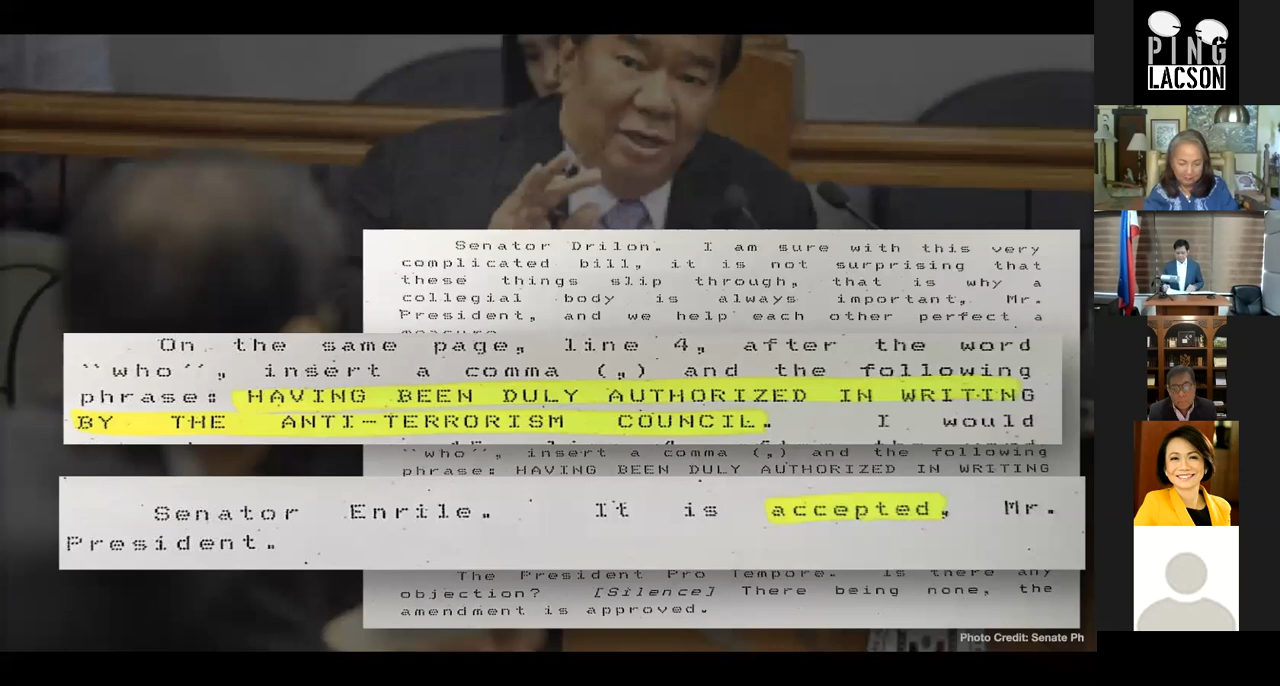 PING
LACSON
Senator Drilon. I am sure with this very
complicated bill, it is not surprising that
these things slip through, that is why a
collegial body is always important, Mr.
President, and we help each other perfect a
measure.
On the same page, line 4, after the word
``who´´, insert a comma (,) and the following
phrase: HAVING BEEN DULY AUTHORIZED IN WRITING
BY THE ANTI-TERRORISM COUNCIL. I would
``who´´, insert a comma (,) and the following
phrase: HAVING BEEN DULY AUTHORIZED IN WRITING
Senator Enrile. It is accepted, Mr.
President.
The President Pro Tempore. Is there any
objection? [Silence] There being none, the
amendment is approved.
Photo Credit: Senate Ph